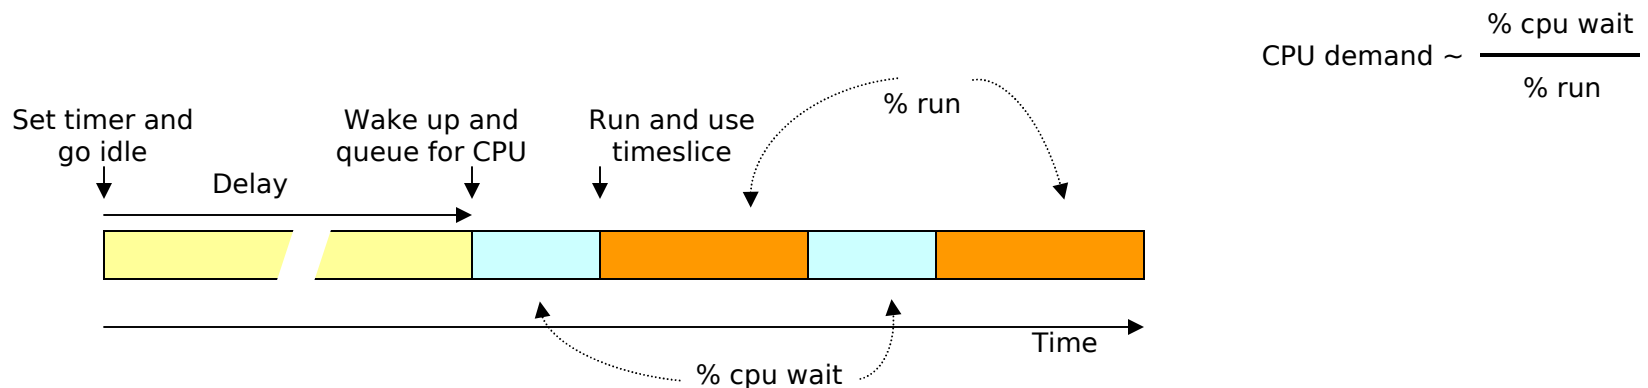 % cpu wait
CPU demand ~
% run
% run
Set timer and
go idle
Wake up and
queue for CPU
Run and use
timeslice
Delay
Time
% cpu wait